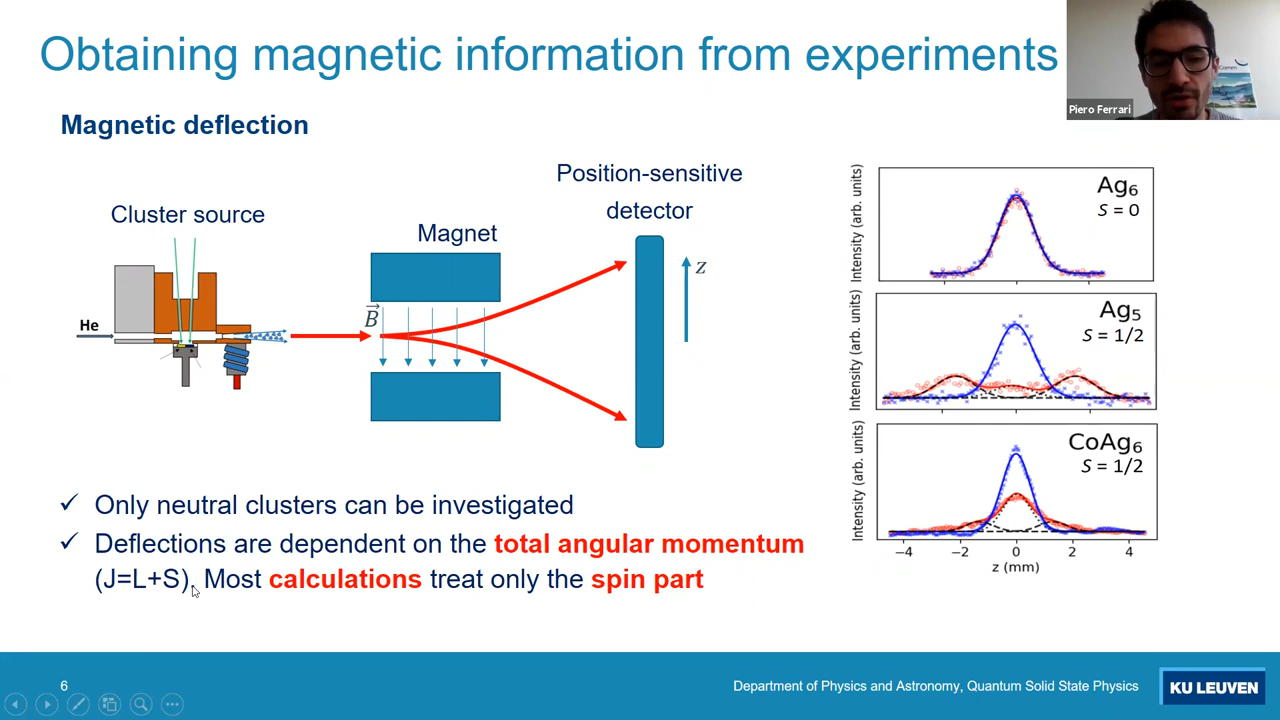 Obtaining magnetic information from experiments
Piero Ferrari
Magnetic deflection
Cluster source
He
Magnet
B
Position-sensitive
detector
z
Intensity (arb. units)
Ag6
S = 0
Intensity (arb. units)
Ag5
S = 1/2
Intensity (arb. units)
CoAg6
S = 1/2
−4 −2 0 2 4
z (mm)
✓ Only neutral clusters can be investigated
✓ Deflections are dependent on the total angular momentum
(J=L+S). Most calculations treat only the spin part
6
Department of Physics and Astronomy, Quantum Solid State Physics
KU LEUVEN